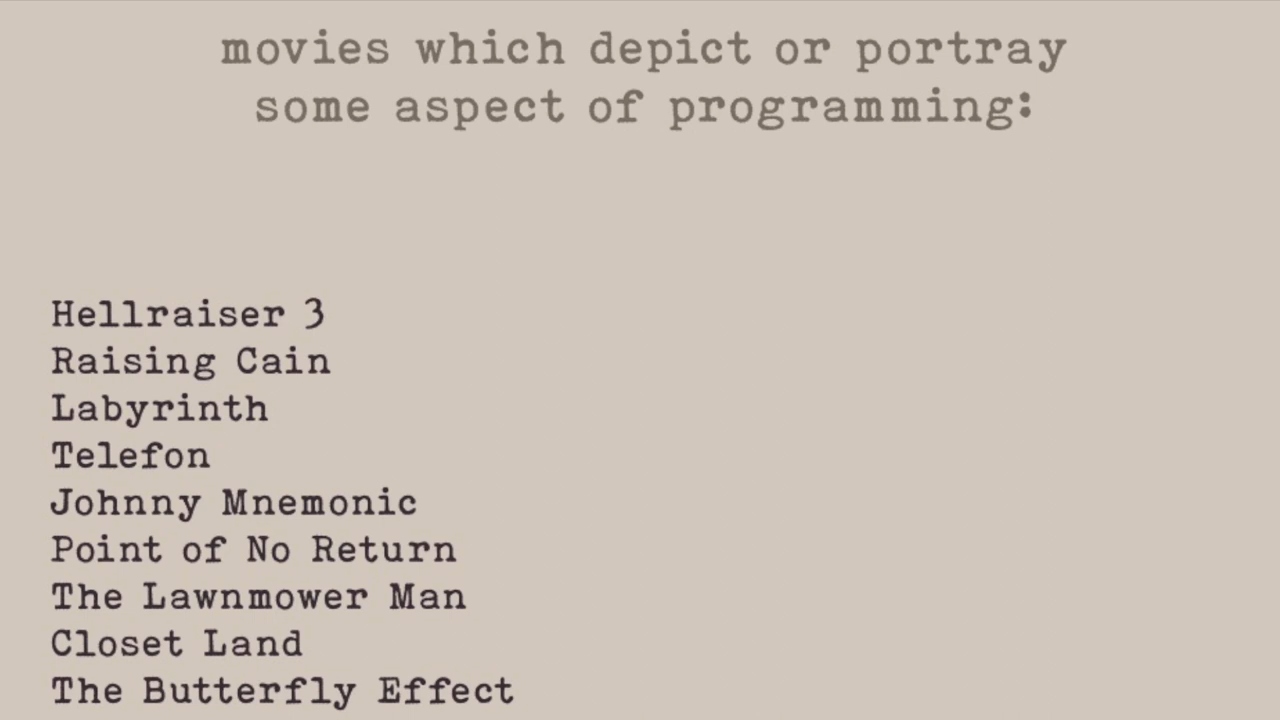 movies which depict or portray
some aspect of programming:
Hellraiser 3
Raising Cain
Labyrinth
Telefon
Johnny Mnemonic
Point of No Return
The Lawnmower Man
Closet Land
The Butterfly Effect